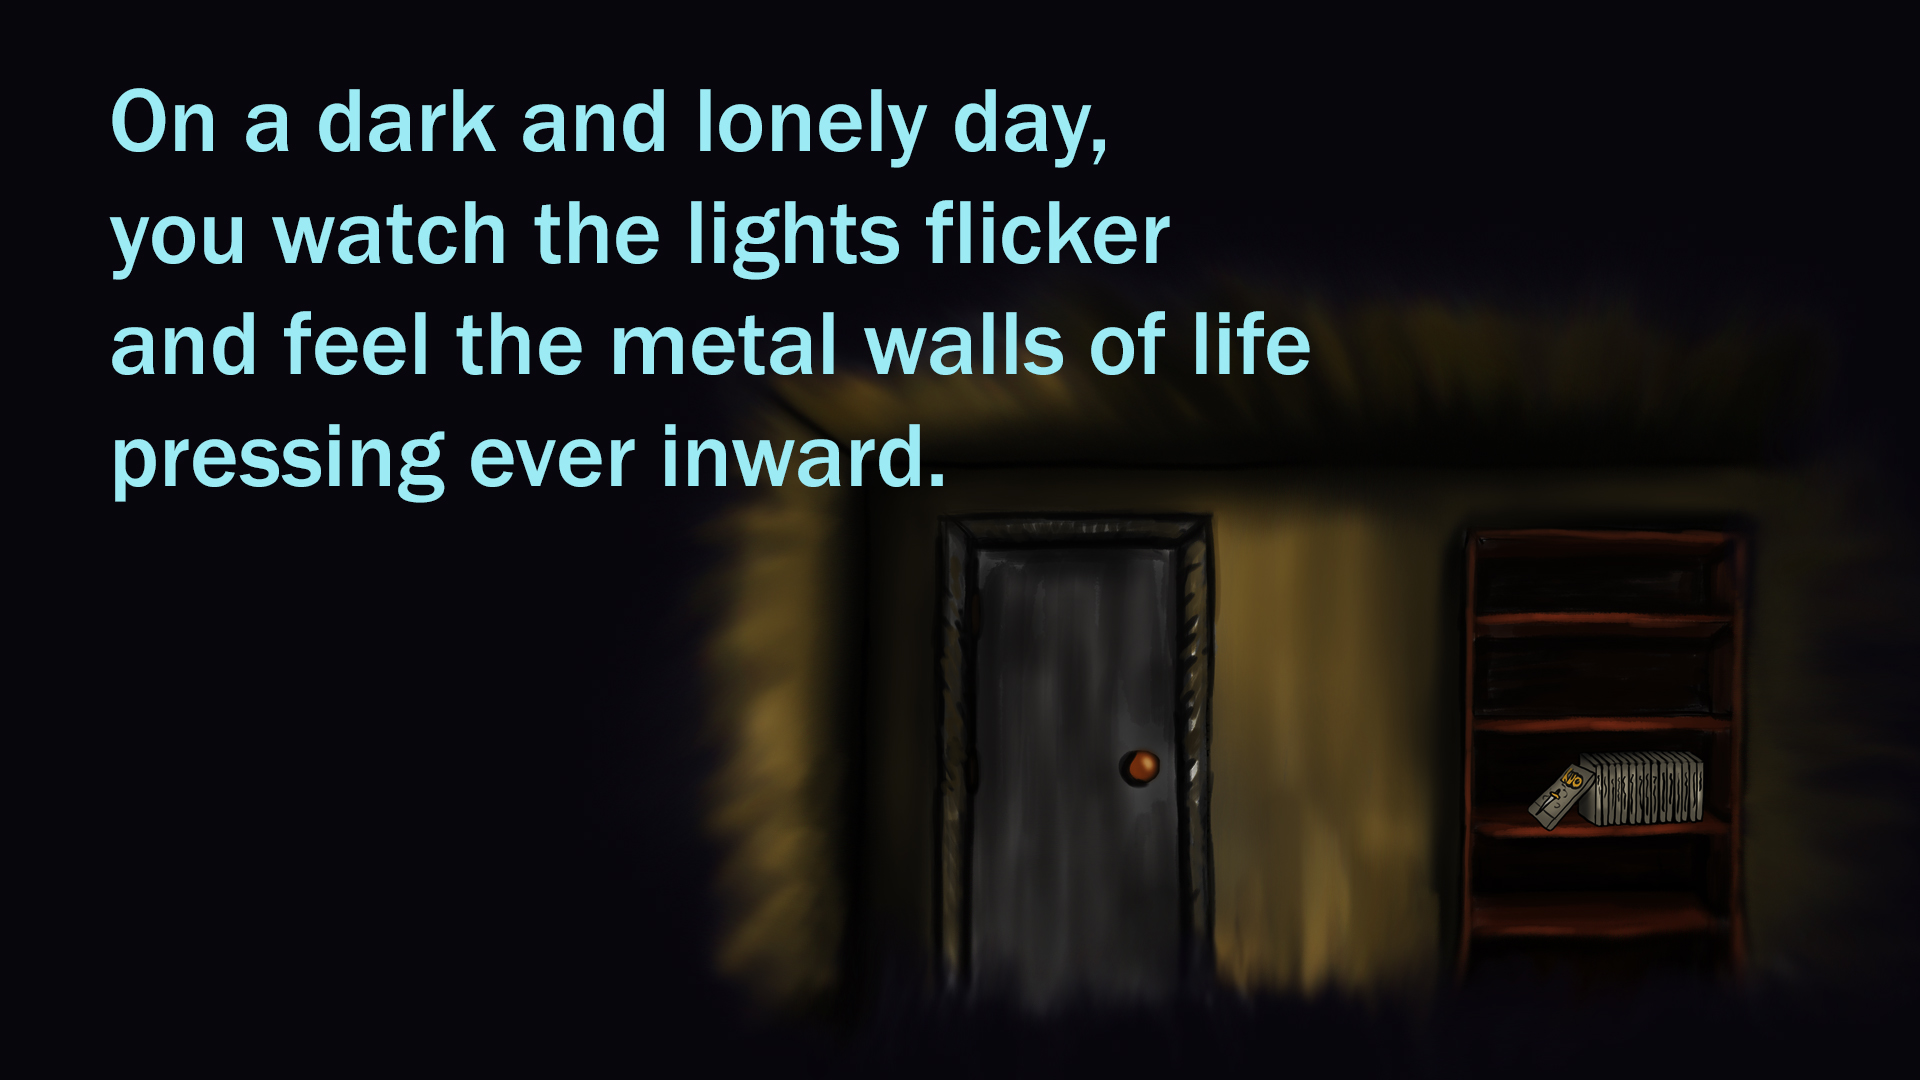 On a dark and lonely day,
you watch the lights flicker
and feel the metal walls of life
pressing ever inward.